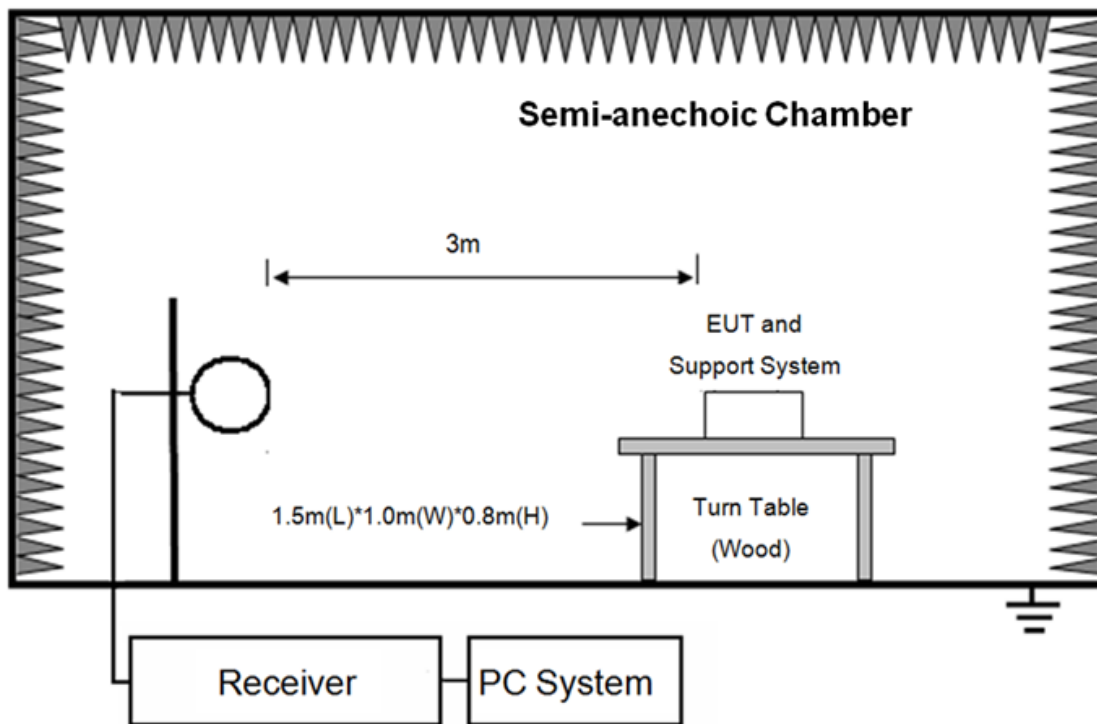 Semi-anechoic Chamber
3m
EUT and
Support System
1.5m(L)*1.0m(W)*0.8m(H)
Turn Table
(Wood)
Receiver
PC System